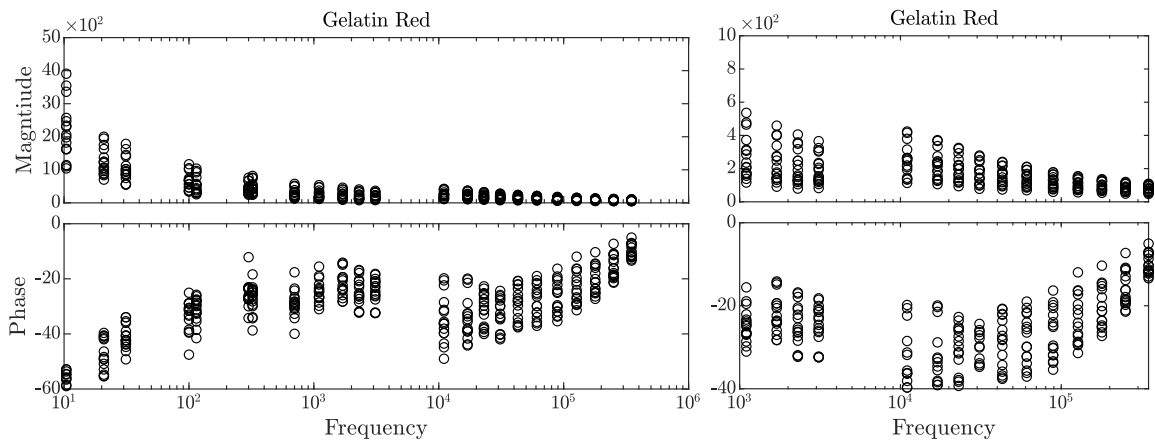 Gelatin Red
×10²
50
40
30
20
10
0
Magntiude
0
-20
-40
-60
Phase
10¹ 10² 10³ 10⁴ 10⁵ 10⁶
Frequency
Gelatin Red
×10²
10
8
6
4
2
0
0
-20
-40
10³ 10⁴ 10⁵
Frequency